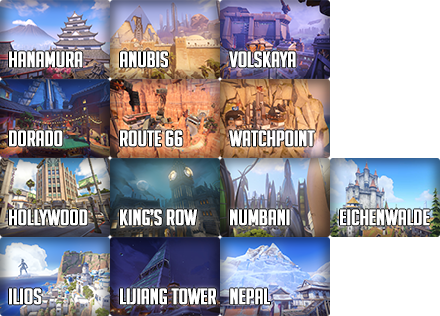 HANAMURA
ANUBIS
VOLSKAYA
DORADO
ROUTE 66
WATCHPOINT
HOLLYWOOD
KING'S ROW
NUMBANI
EICHENWALDE
ILIOS
LIJIANG TOWER
NEPAL